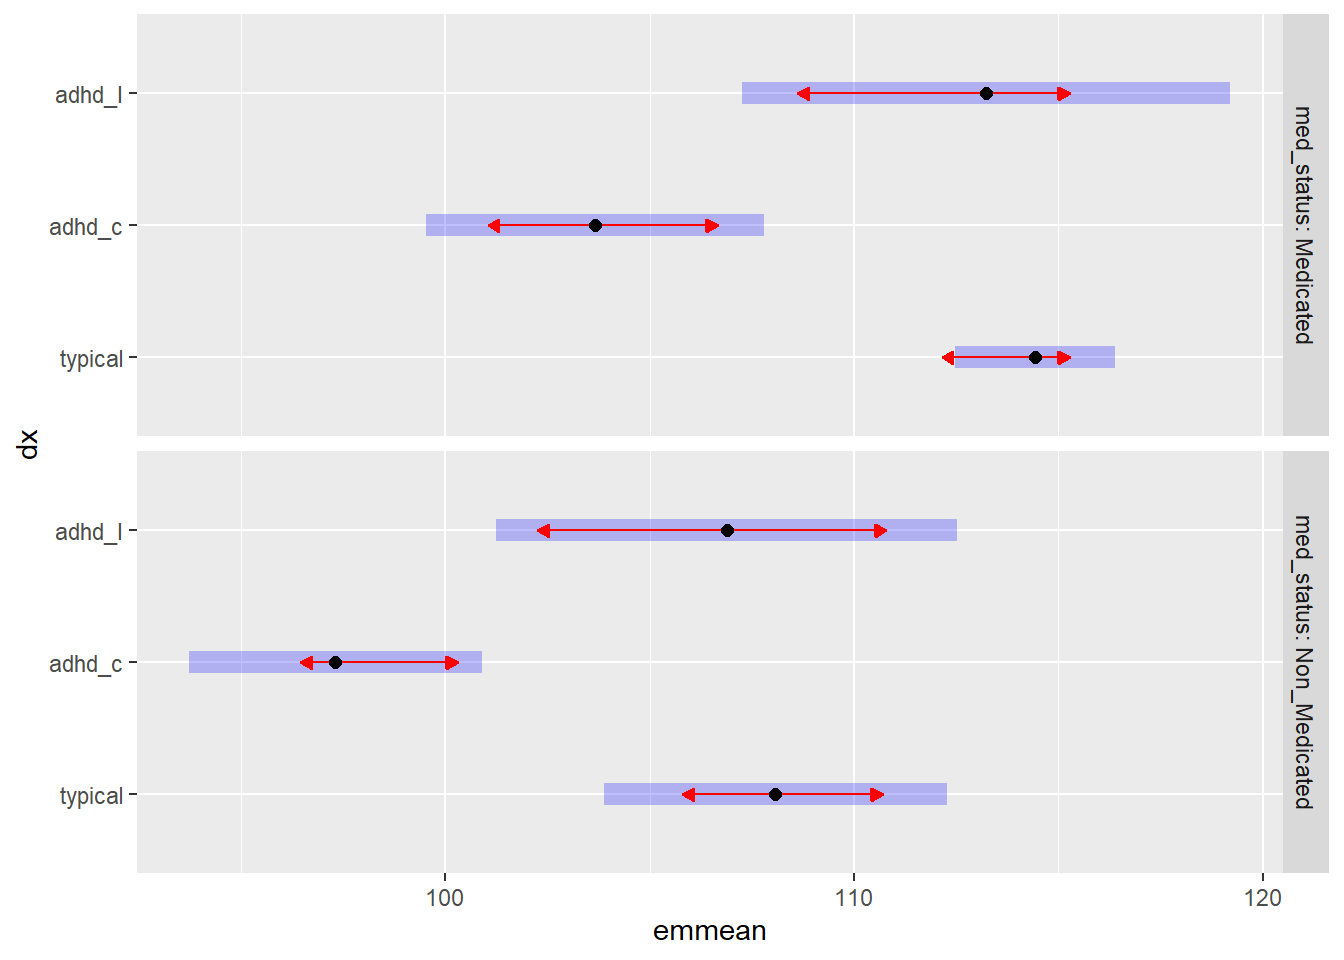 adhd_I
adhd_c
typical
med_status: Medicated
dx
adhd_I
adhd_c
typical
med_status: Non_Medicated
100
110
120
emmean